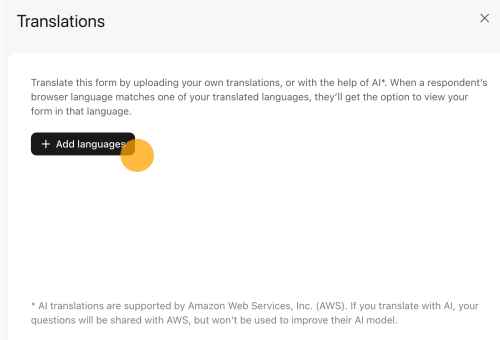 Translations
Translate this form by uploading your own translations, or with the help of AI*. When a respondent's
browser language matches one of your translated languages, they'll get the option to view your
form in that language.
+ Add languages
* AI translations are supported by Amazon Web Services, Inc. (AWS). If you translate with AI, your
questions will be shared with AWS, but won't be used to improve their AI model.